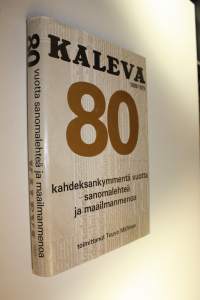 KALEVA
1899-1979
80
kahdeksankymmentä vuotta
sanomalehteä
ja maailmanmenoa
toimittanut Teuvo Mällinen
80 vuotta sanomalehteä ja maailmanmenoa